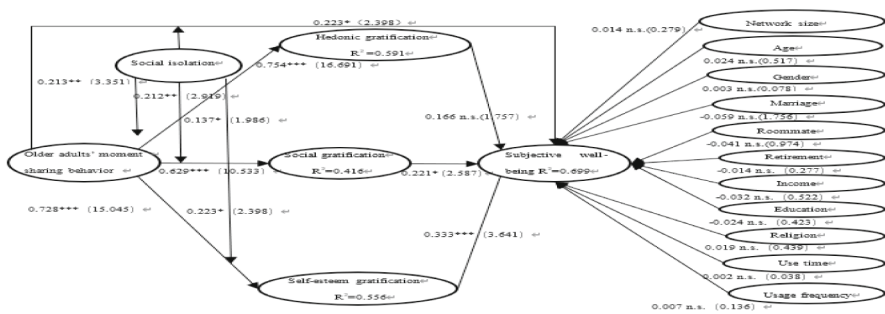 0.223* (2.398)
Hedonic gratification
R²=0.591
Social isolation
0.213** (3.351)
0.754*** (16.691)
0.212** (2.919)
0.137* (1.986)
0.166 n.s.(1.757)
Older adults' moment
sharing behavior
0.629*** (10.533)
Social gratification
R²=0.416
0.221* (2.587)
Subjective well-
being R²=0.699
0.728*** (15.045)
0.223* (2.398)
0.333*** (3.641)
Self-esteem gratification
R²=0.556
Network size
0.014 n.s.(0.279)
Age
0.024 n.s.(0.517)
Gender
0.003 n.s.(0.078)
Marriage
-0.059 n.s.(1.756)
Roommate
-0.041 n.s.(0.974)
Retirement
-0.014 n.s. (0.277)
Income
-0.032 n.s. (0.522)
Education
-0.024 n.s. (0.423)
Religion
0.019 n.s. (0.439)
Use time
0.002 n.s. (0.038)
Usage frequency
0.007 n.s. (0.136)